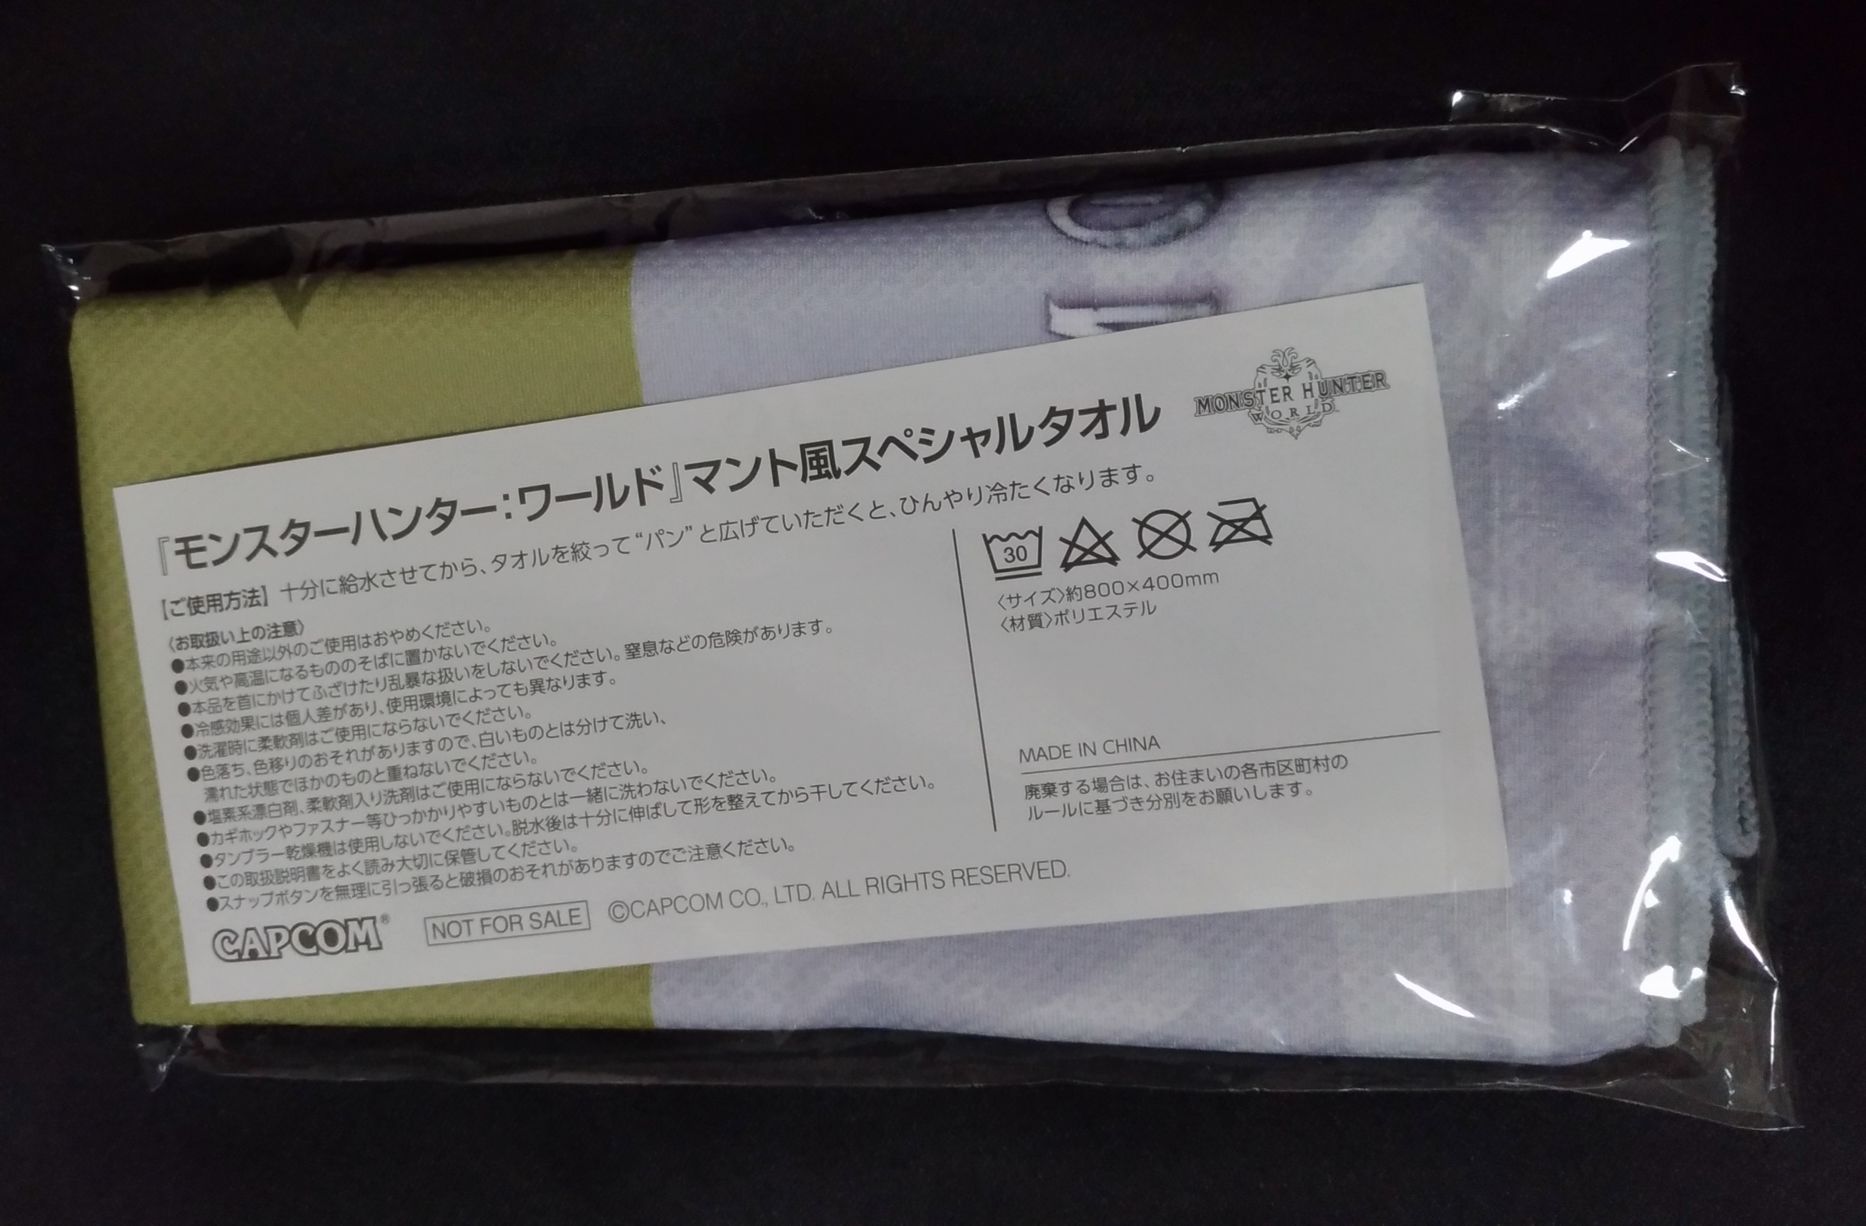 『モンスターハンター:ワールド』マント風スペシャルタオル
MONSTER HUNTER
WORLD
【ご使用方法】十分に給水させてから、タオルを絞って“パン”と広げていただくと、ひんやり冷たくなります。
〈お取扱い上の注意〉
●本来の用途以外のご使用はおやめください。
●火気や高温になるもののそばに置かないでください。
●本品を首にかけてふざけたり乱暴な扱いをしないでください。窒息などの危険があります。
●冷感効果には個人差があり、使用環境によっても異なります。
●洗濯時に柔軟剤はご使用にならないでください。
●色落ち、色移りのおそれがありますので、白いものとは分けて洗い、
濡れた状態でほかのものと重ねないでください。
●塩素系漂白剤、柔軟剤入り洗剤はご使用にならないでください。
●カギホックやファスナー等ひっかかりやすいものとは一緒に洗わないでください。
●タンブラー乾燥機は使用しないでください。脱水後は十分に伸ばして形を整えてから干してください。
●この取扱説明書をよく読み大切に保管してください。
●スナップボタンを無理に引っ張ると破損のおそれがありますのでご注意ください。
30
〈サイズ〉約800×400mm
〈材質〉ポリエステル
MADE IN CHINA
廃棄する場合は、お住まいの各市区町村の
ルールに基づき分別をお願いします。
CAPCOM®
NOT FOR SALE
©CAPCOM CO., LTD. ALL RIGHTS RESERVED.